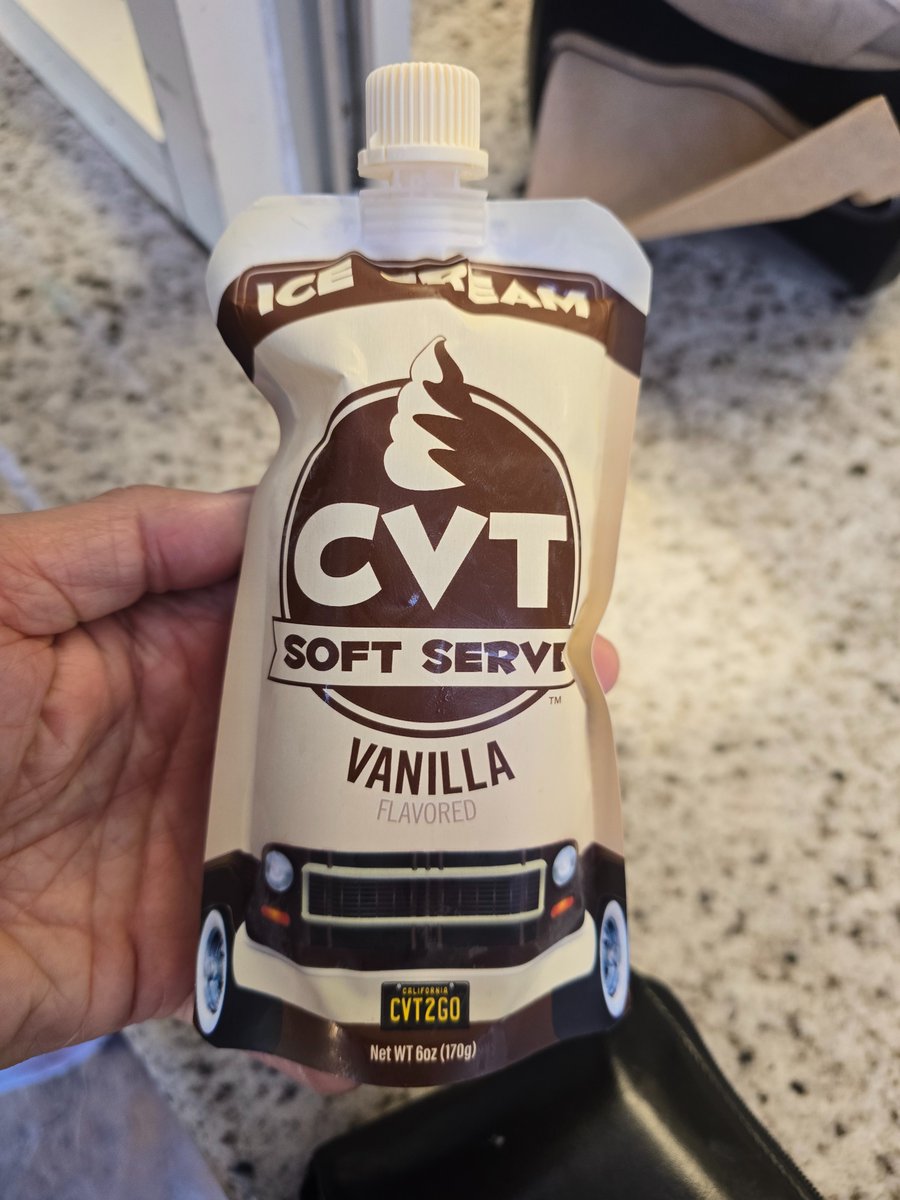 ICE CREAM
CVT
SOFT SERVE
TM
VANILLA
FLAVORED
CALIFORNIA
CVT2GO
Net WT 6oz (170g)